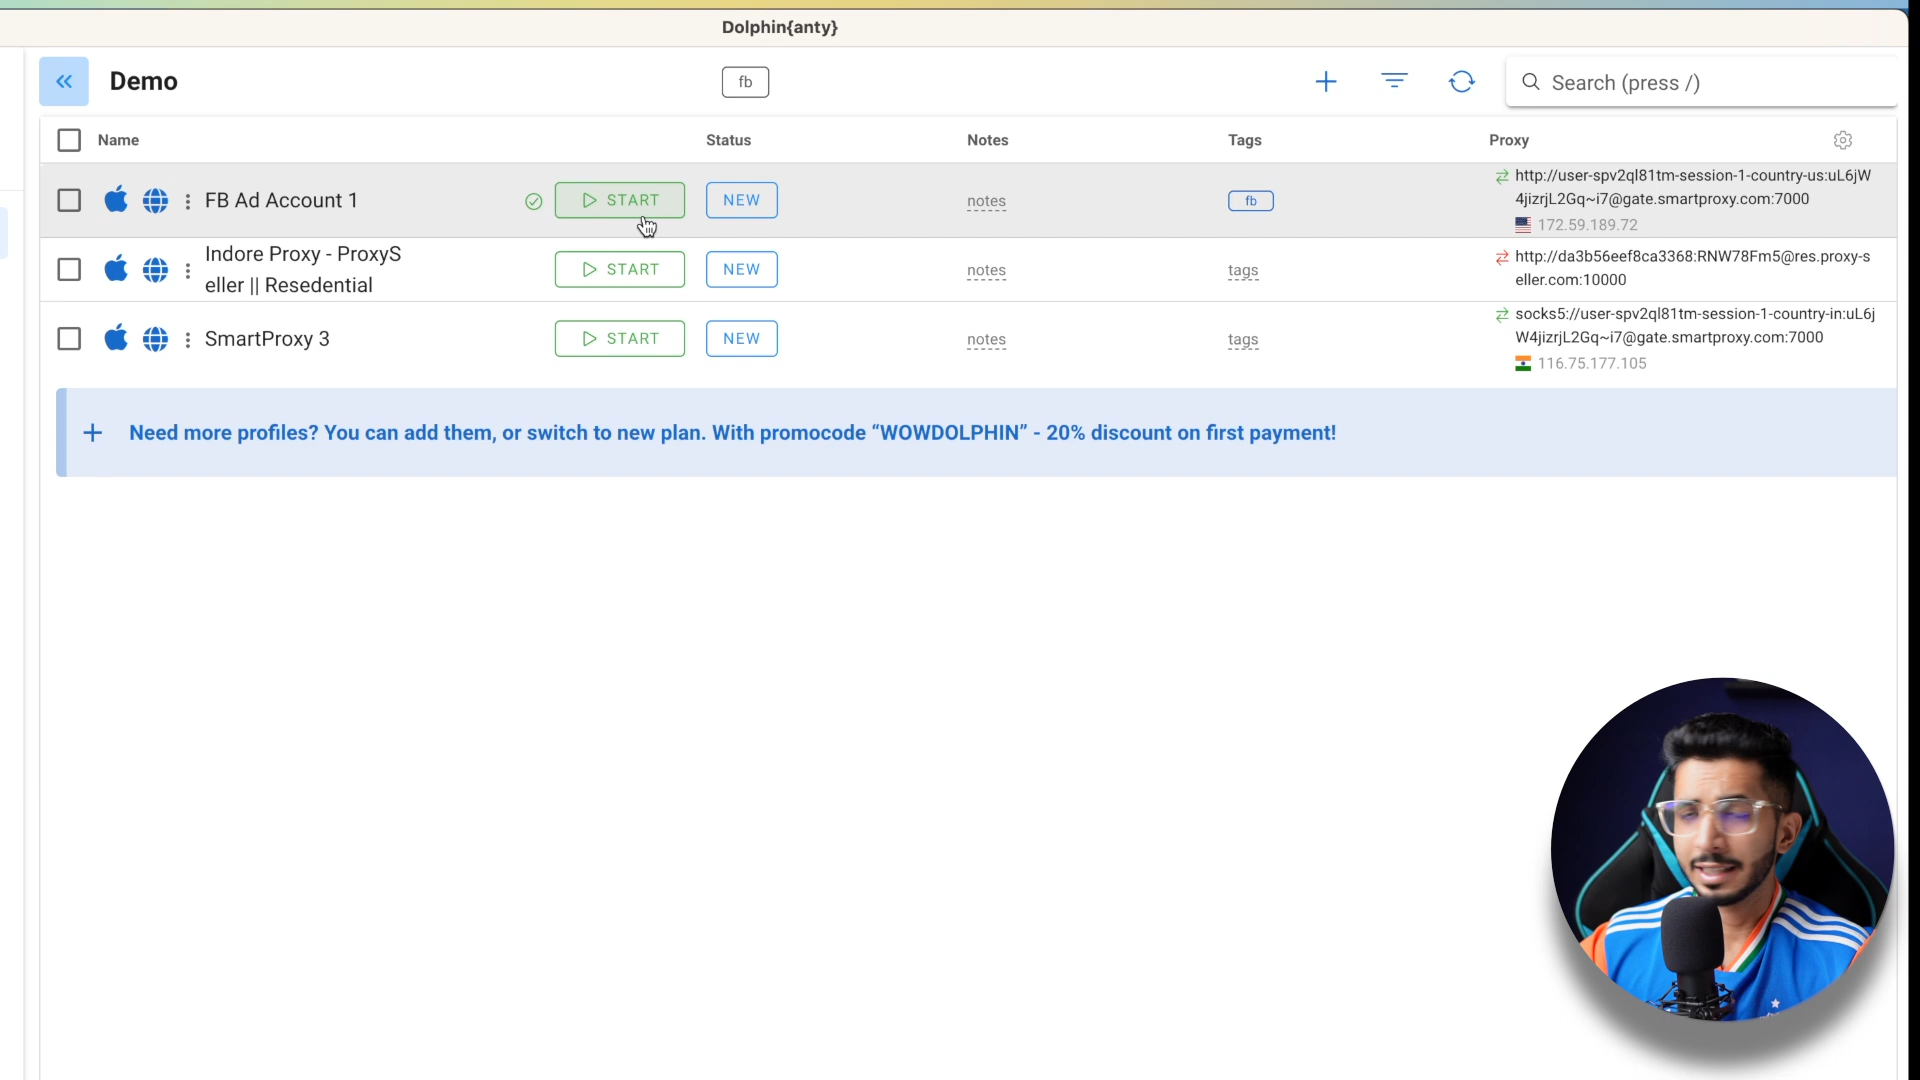 Dolphin{anty}
Demo
fb
Search (press /)
Name
Status
Notes
Tags
Proxy
FB Ad Account 1
START
NEW
notes
fb
http://user-spv2ql81tm-session-1-country-us:uL6jW
4jizrjL2Gq~i7@gate.smartproxy.com:7000
172.59.189.72
Indore Proxy - ProxyS
eller || Resedential
START
NEW
notes
tags
http://da3b56eef8ca3368:RNW78Fm5@res.proxy-s
eller.com:10000
SmartProxy 3
START
NEW
notes
tags
socks5://user-spv2ql81tm-session-1-country-in:uL6j
W4jizrjL2Gq~i7@gate.smartproxy.com:7000
116.75.177.105
Need more profiles? You can add them, or switch to new plan. With promocode “WOWDOLPHIN” - 20% discount on first payment!